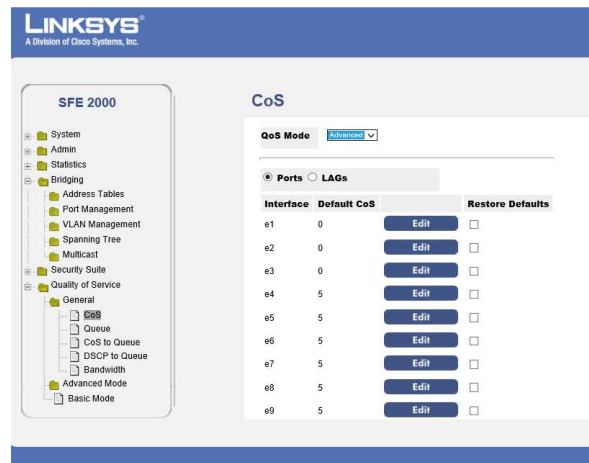 LINKSYS®
A Division of Cisco Systems, Inc.
SFE 2000
System
Admin
Statistics
Bridging
Address Tables
Port Management
VLAN Management
Spanning Tree
Multicast
Security Suite
Quality of Service
General
CoS
Queue
CoS to Queue
DSCP to Queue
Bandwidth
Advanced Mode
Basic Mode
CoS
QoS Mode Advanced
Ports LAGs
Interface Default CoS Restore Defaults
e1 0 Edit
e2 0 Edit
e3 0 Edit
e4 5 Edit
e5 5 Edit
e6 5 Edit
e7 5 Edit
e8 5 Edit
e9 5 Edit